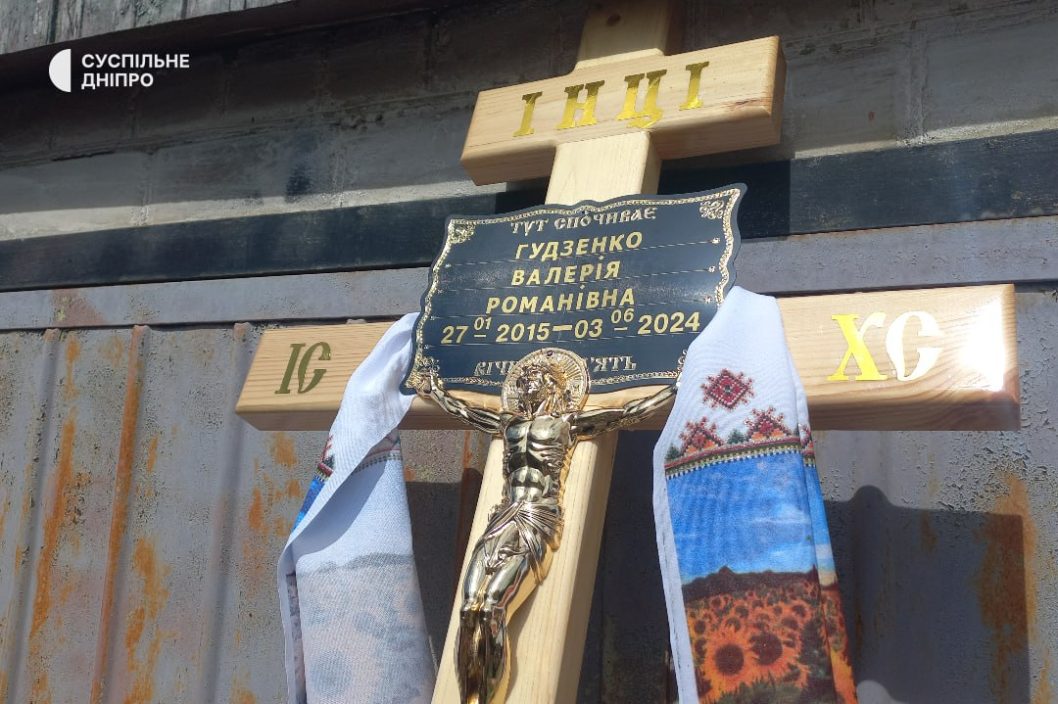 СУСПІЛЬНЕ
ДНІПРО
ІНЦІ
ТУТ СПОЧИВАЄ
ГУДЗЕНКО
ВАЛЕРІЯ
РОМАНІВНА
27 01 2015–03 06 2024
ІС ХС